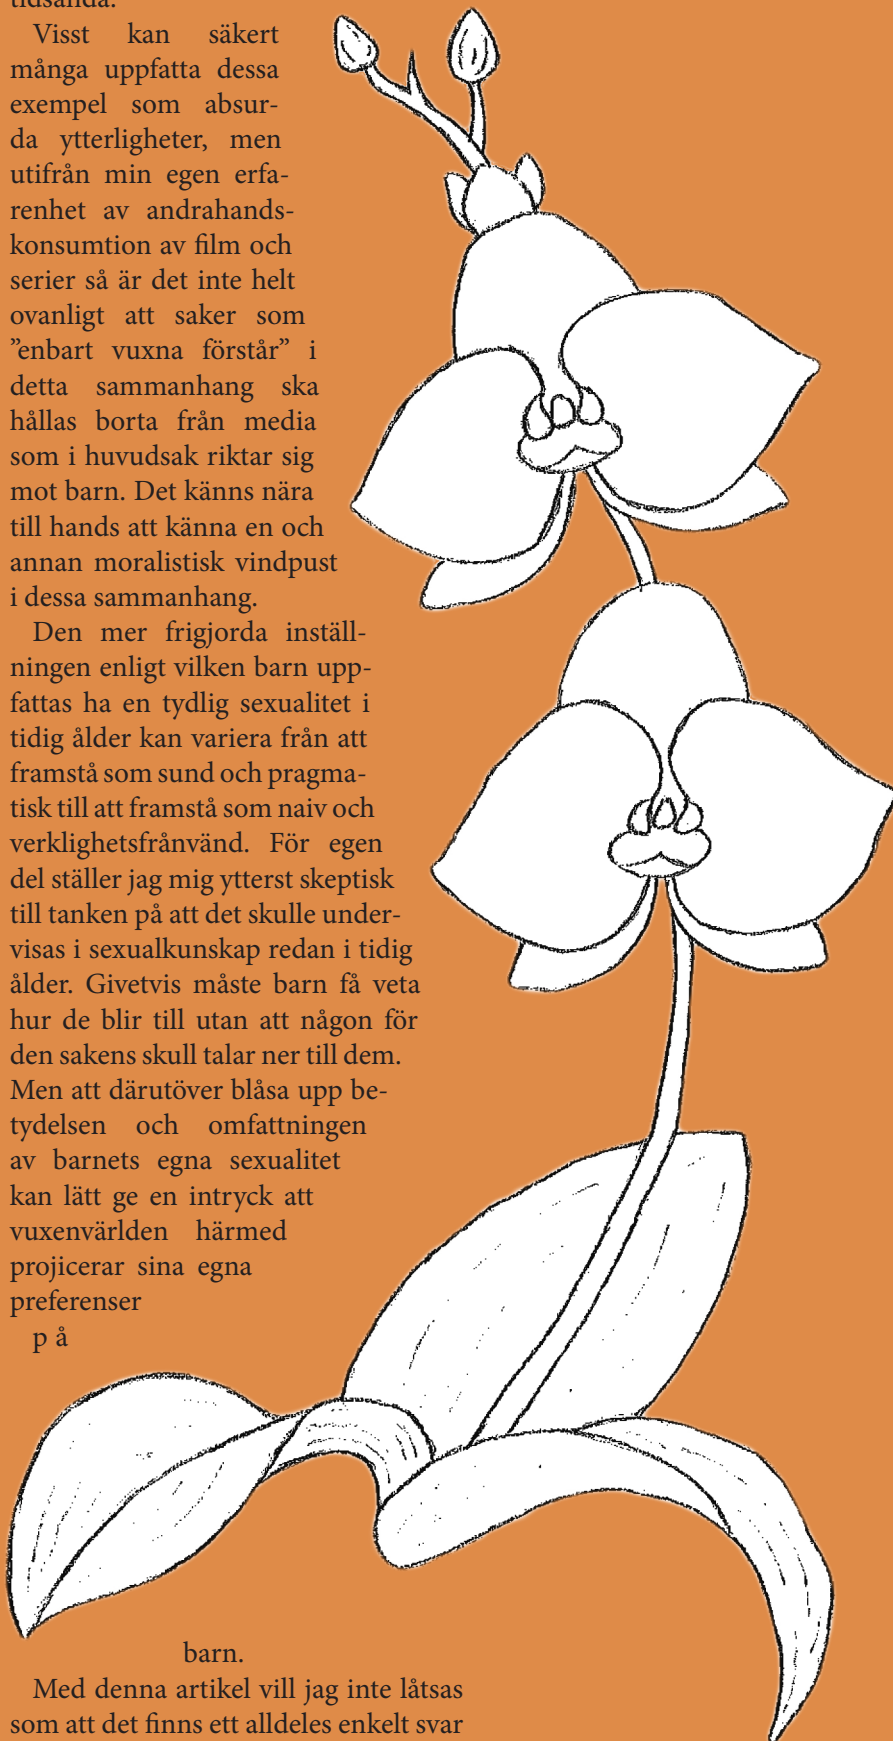 tidsanda.
Visst kan säkert
många uppfatta dessa
exempel som absur-
da ytterligheter, men
utifrån min egen erfa-
renhet av andrahands-
konsumtion av film och
serier så är det inte helt
ovanligt att saker som
”enbart vuxna förstår” i
detta sammanhang ska
hållas borta från media
som i huvudsak riktar sig
mot barn. Det känns nära
till hands att känna en och
annan moralistisk vindpust
i dessa sammanhang.
Den mer frigjorda inställ-
ningen enligt vilken barn upp-
fattas ha en tydlig sexualitet i
tidig ålder kan variera från att
framstå som sund och pragma-
tisk till att framstå som naiv och
verklighetsfrånvänd. För egen
del ställer jag mig ytterst skeptisk
till tanken på att det skulle under-
visas i sexualkunskap redan i tidig
ålder. Givetvis måste barn få veta
hur de blir till utan att någon för
den sakens skull talar ner till dem.
Men att därutöver blåsa upp be-
tydelsen och omfattningen
av barnets egna sexualitet
kan lätt ge en intryck att
vuxenvärlden härmed
projicerar sina egna
preferenser
p å
barn.
Med denna artikel vill jag inte låtsas
som att det finns ett alldeles enkelt svar